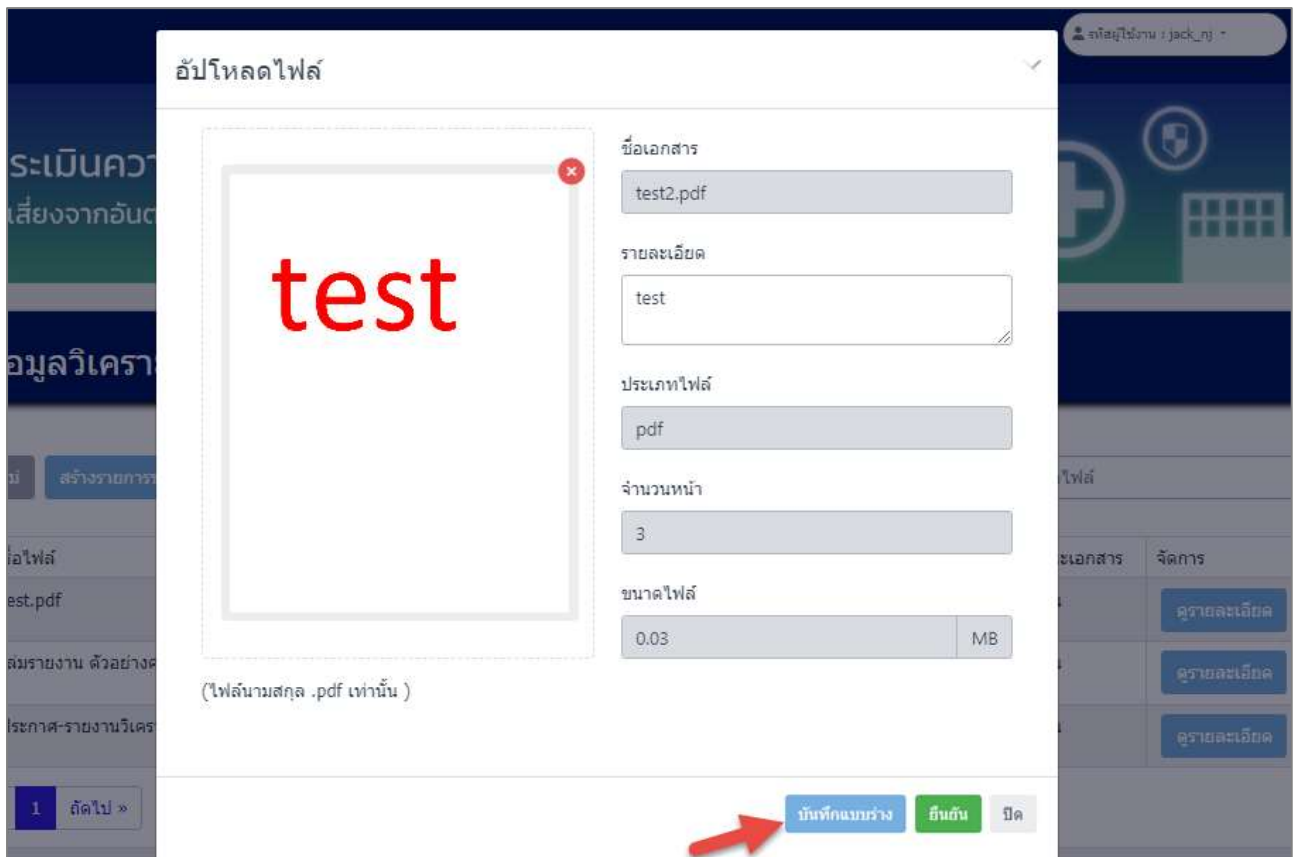 รหัสผู้ใช้งาน : jack_nj
อัปโหลดไฟล์
ระเมินควา
เสี่ยงจากอันต
อมูลวิเครา
test
ชื่อเอกสาร
test2.pdf
รายละเอียด
test
ประเภทไฟล์
pdf
จำนวนหน้า
3
ขนาดไฟล์
0.03 MB
(ไฟล์นามสกุล .pdf เท่านั้น )
สร้างรายการ
ไฟล์
ื่อไฟล์
ะเอกสาร จัดการ
est.pdf
ดูรายละเอียด
ล่มรายงาน ตัวอย่าง
ดูรายละเอียด
ระกาศ-รายงานวิเคร
ดูรายละเอียด
1 ถัดไป »
บันทึกแบบร่าง ยืนยัน ปิด